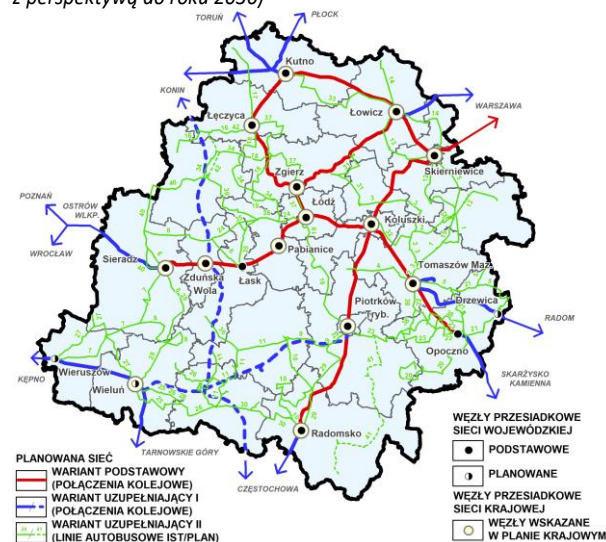 z perspektywą do roku 2030)
TORUŃ
PŁOCK
Kutno
KONIN
Łęczyca
Łowicz
WARSZAWA
Skierniewice
Zgierz
Łódź
Koluszki
POZNAŃ
OSTRÓW
WLKP.
WROCŁAW
Sieradz
Zduńska
Wola
Łask
Pabianice
Tomaszów Maz.
Drzewica
Piotrków
Tryb.
RADOM
Opoczno
SKARŻYSKO
KAMIENNA
KĘPNO
Wieruszów
Wieluń
Radomsko
TARNOWSKIE GÓRY
CZĘSTOCHOWA
PLANOWANA SIEĆ
WARIANT PODSTAWOWY
(POŁĄCZENIA KOLEJOWE)
WARIANT UZUPEŁNIAJĄCY I
(POŁĄCZENIA KOLEJOWE)
WARIANT UZUPEŁNIAJĄCY II
(LINIE AUTOBUSOWE IST/PLAN)
WĘZŁY PRZESIADKOWE
SIECI WOJEWÓDZKIEJ
PODSTAWOWE
PLANOWANE
WĘZŁY PRZESIADKOWE
SIECI KRAJOWEJ
WĘZŁY WSKAZANE
W PLANIE KRAJOWYM